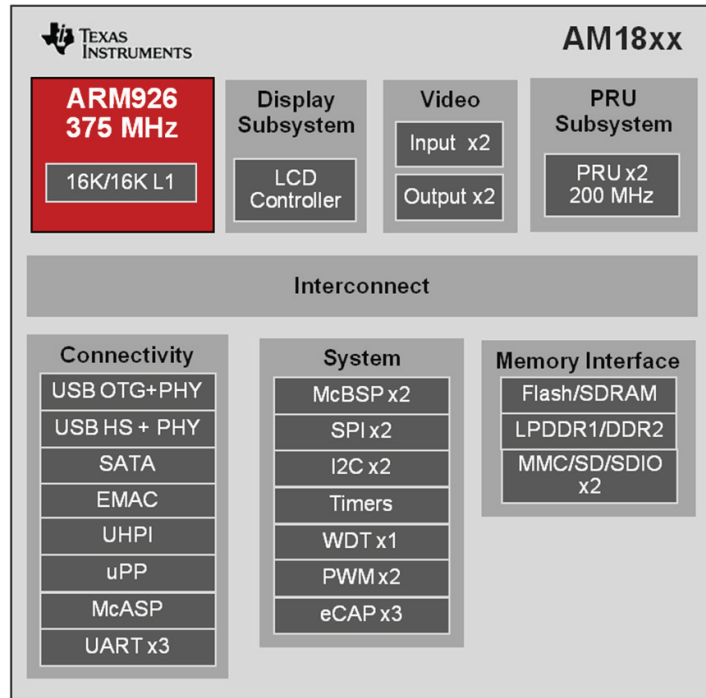 TEXAS
INSTRUMENTS
AM18xx
ARM926
375 MHz
16K/16K L1
Display
Subsystem
LCD
Controller
Video
Input x2
Output x2
PRU
Subsystem
PRU x2
200 MHz
Interconnect
Connectivity
USB OTG+PHY
USB HS + PHY
SATA
EMAC
UHPI
uPP
McASP
UART x3
System
McBSP x2
SPI x2
I2C x2
Timers
WDT x1
PWM x2
eCAP x3
Memory Interface
Flash/SDRAM
LPDDR1/DDR2
MMC/SD/SDIO
x2